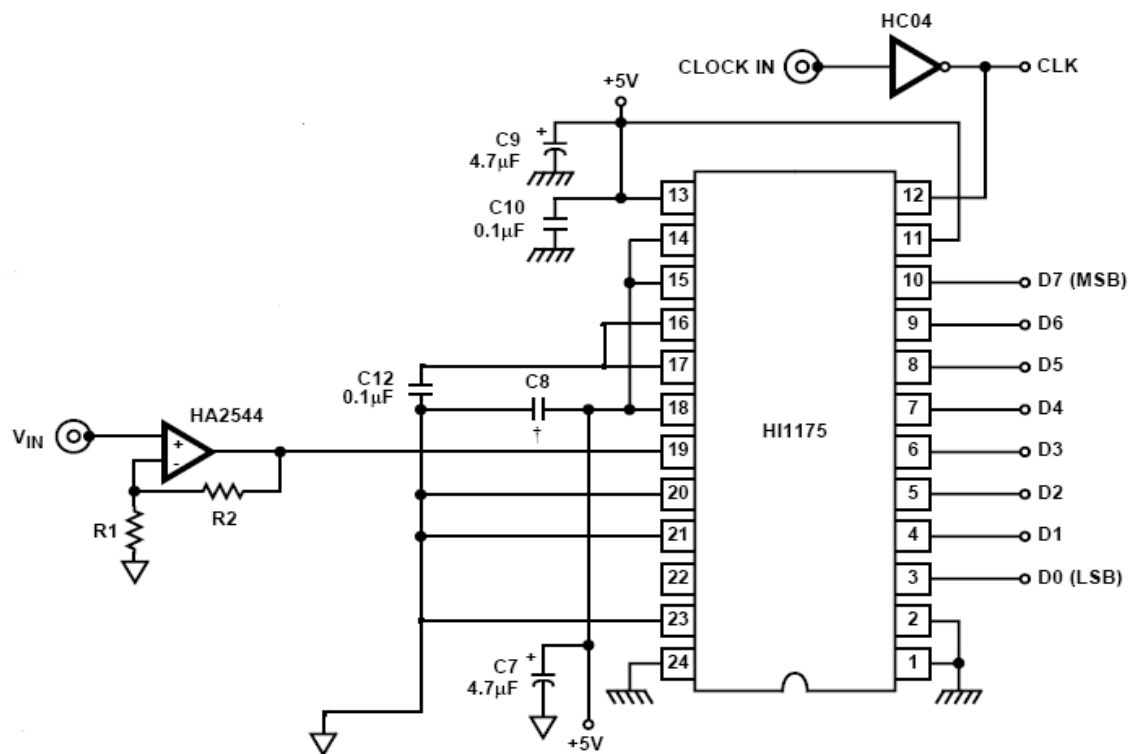 HC04
CLOCK IN
CLK
+5V
C9
+
4.7µF
C10
0.1µF
13
12
14
11
15
10
D7 (MSB)
16
9
D6
17
8
D5
C12
0.1µF
C8
†
18
7
D4
HI1175
HA2544
VIN
+
-
19
6
D3
R2
20
5
D2
R1
21
4
D1
22
3
D0 (LSB)
23
2
C7
+
4.7µF
24
1
+5V